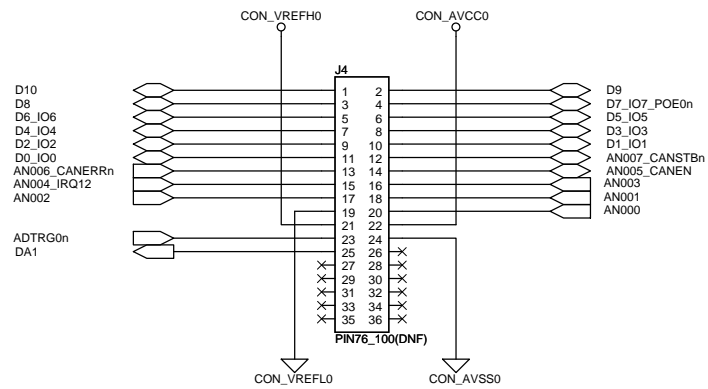 CON_VREFH0 CON_AVCC0
J4
D10 1 2 D9
D8 3 4 D7_IO7_POE0n
D6_IO6 5 6 D5_IO5
D4_IO4 7 8 D3_IO3
D2_IO2 9 10 D1_IO1
D0_IO0 11 12 AN007_CANSTBn
AN006_CANERRn 13 14 AN005_CANEN
AN004_IRQ12 15 16 AN003
AN002 17 18 AN001
19 20 AN000
21 22
ADTRG0n 23 24
DA1 25 26
27 28
29 30
31 32
33 34
35 36
PIN76_100(DNF)
CON_VREFL0 CON_AVSS0